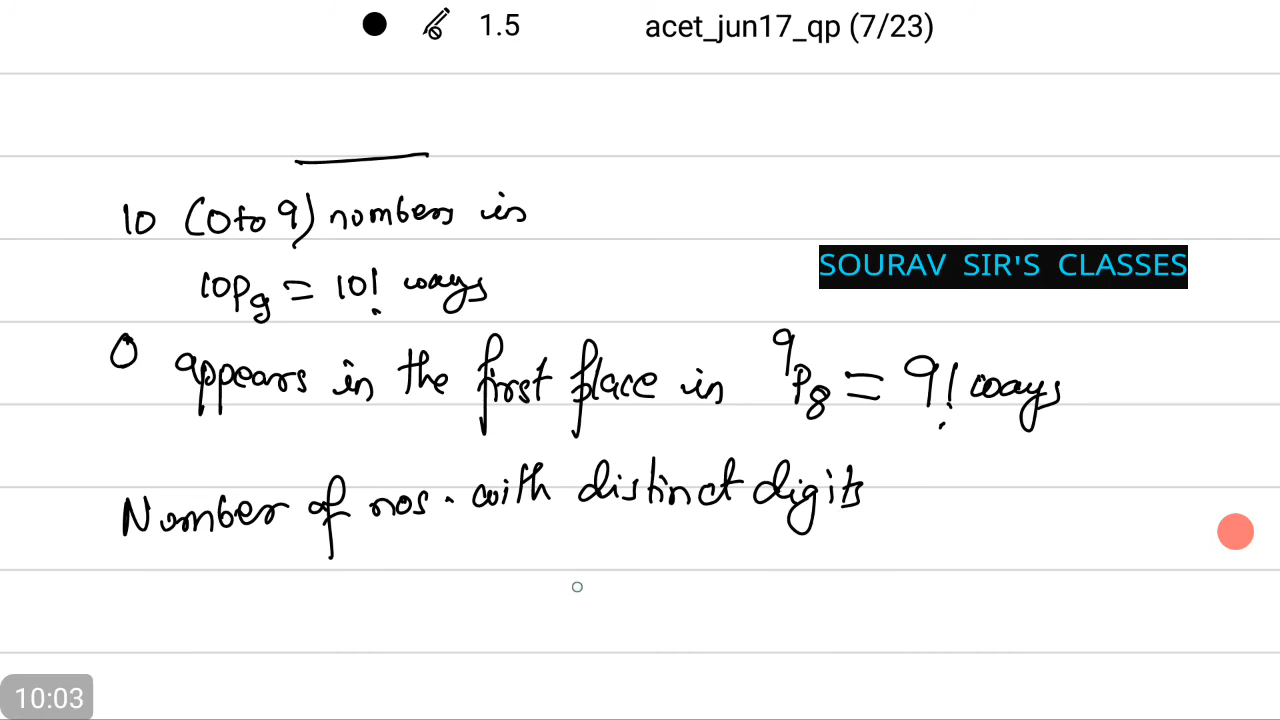 1.5 acet_jun17_qp (7/23)
10 (0 to 9) numbers in
10P9 = 10! ways
SOURAV SIR'S CLASSES
0 appears in the first place in 9P8 = 9! ways
Number of nos. with distinct digits
10:03